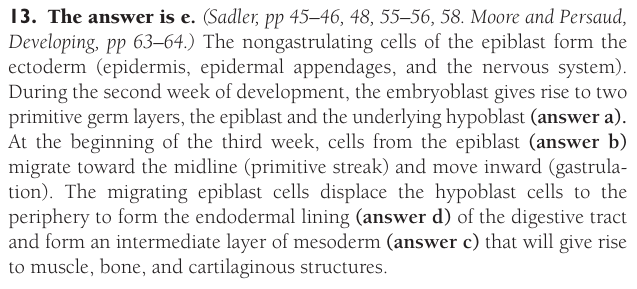 13. The answer is e. (Sadler, pp 45–46, 48, 55–56, 58. Moore and Persaud,
Developing, pp 63–64.) The nongastrulating cells of the epiblast form the
ectoderm (epidermis, epidermal appendages, and the nervous system).
During the second week of development, the embryoblast gives rise to two
primitive germ layers, the epiblast and the underlying hypoblast (answer a).
At the beginning of the third week, cells from the epiblast (answer b)
migrate toward the midline (primitive streak) and move inward (gastrula-
tion). The migrating epiblast cells displace the hypoblast cells to the
periphery to form the endodermal lining (answer d) of the digestive tract
and form an intermediate layer of mesoderm (answer c) that will give rise
to muscle, bone, and cartilaginous structures.